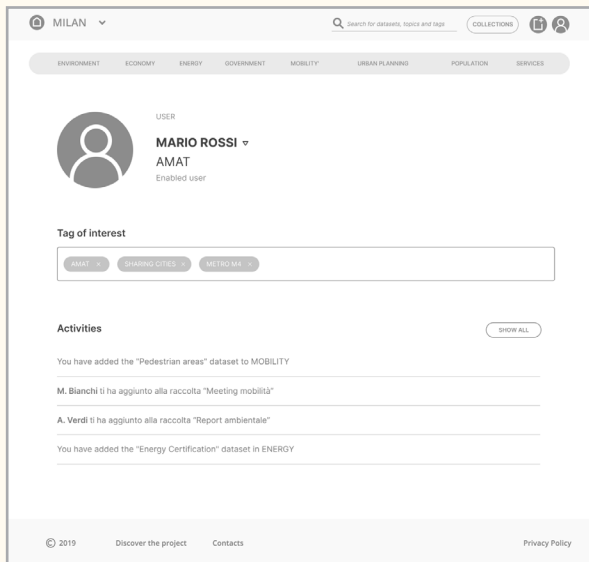 MILAN
Search for datasets, topics and tags
COLLECTIONS
ENVIRONMENT ECONOMY ENERGY GOVERNMENT MOBILITY' URBAN PLANNING POPULATION SERVICES
USER
MARIO ROSSI
AMAT
Enabled user
Tag of interest
AMAT × SHARING CITIES × METRO M4 ×
Activities
SHOW ALL
You have added the "Pedestrian areas" dataset to MOBILITY
M. Bianchi ti ha aggiunto alla raccolta "Meeting mobilità"
A. Verdi ti ha aggiunto alla raccolta "Report ambientale"
You have added the "Energy Certification" dataset in ENERGY
© 2019 Discover the project Contacts Privacy Policy